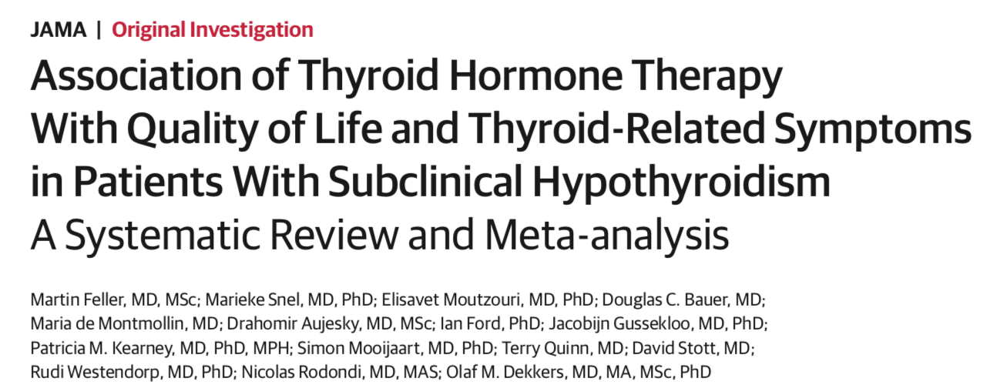 JAMA | Original Investigation
Association of Thyroid Hormone Therapy
With Quality of Life and Thyroid-Related Symptoms
in Patients With Subclinical Hypothyroidism
A Systematic Review and Meta-analysis
Martin Feller, MD, MSc; Marieke Snel, MD, PhD; Elisavet Moutzouri, MD, PhD; Douglas C. Bauer, MD;
Maria de Montmollin, MD; Drahomir Aujesky, MD, MSc; Ian Ford, PhD; Jacobijn Gussekloo, MD, PhD;
Patricia M. Kearney, MD, PhD, MPH; Simon Mooijaart, MD, PhD; Terry Quinn, MD; David Stott, MD;
Rudi Westendorp, MD, PhD; Nicolas Rodondi, MD, MAS; Olaf M. Dekkers, MD, MA, MSc, PhD